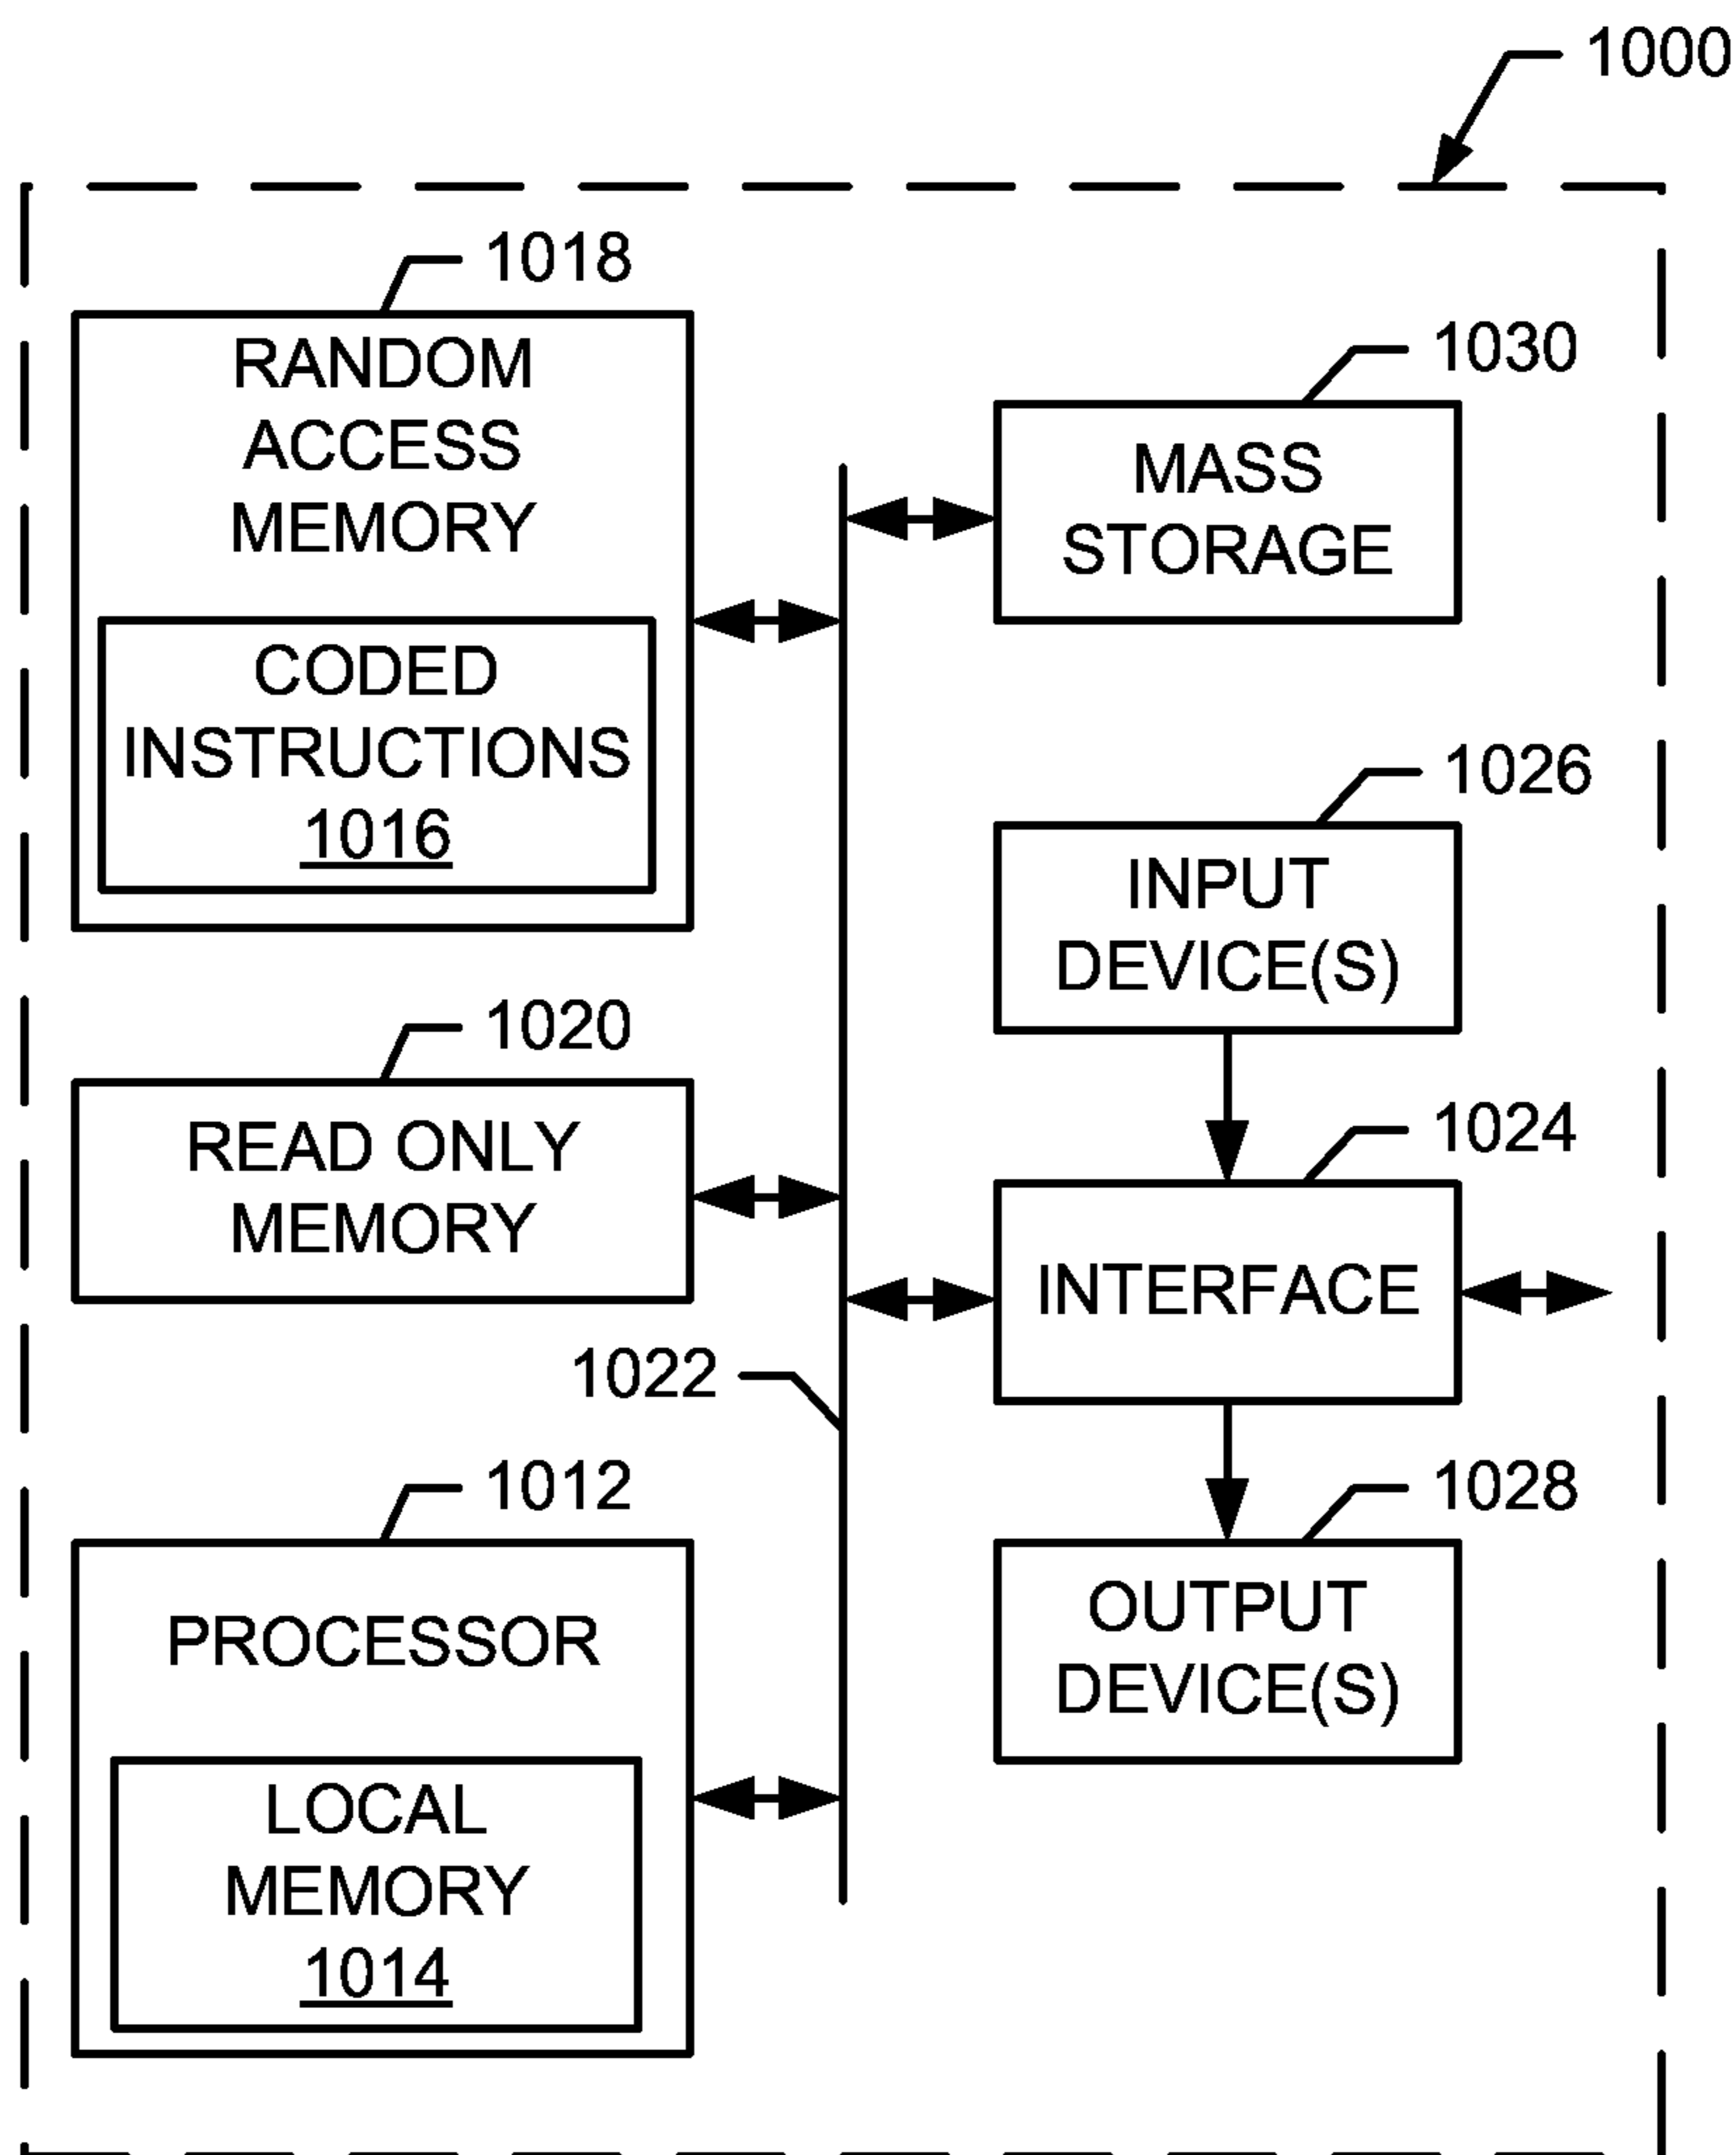 1000
1018
RANDOM
ACCESS
MEMORY
CODED
INSTRUCTIONS
1016
1030
MASS
STORAGE
1026
INPUT
DEVICE(S)
1020
READ ONLY
MEMORY
1024
INTERFACE
1022
1012
PROCESSOR
LOCAL
MEMORY
1014
1028
OUTPUT
DEVICE(S)